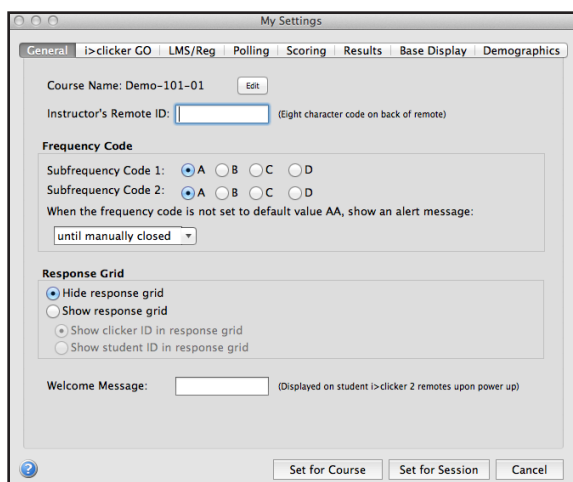 My Settings
General i>clicker GO LMS/Reg Polling Scoring Results Base Display Demographics
Course Name: Demo-101-01 Edit
Instructor's Remote ID: (Eight character code on back of remote)
Frequency Code
Subfrequency Code 1: A B C D
Subfrequency Code 2: A B C D
When the frequency code is not set to default value AA, show an alert message:
until manually closed
Response Grid
Hide response grid
Show response grid
Show clicker ID in response grid
Show student ID in response grid
Welcome Message: (Displayed on student i>clicker 2 remotes upon power up)
? Set for Course Set for Session Cancel